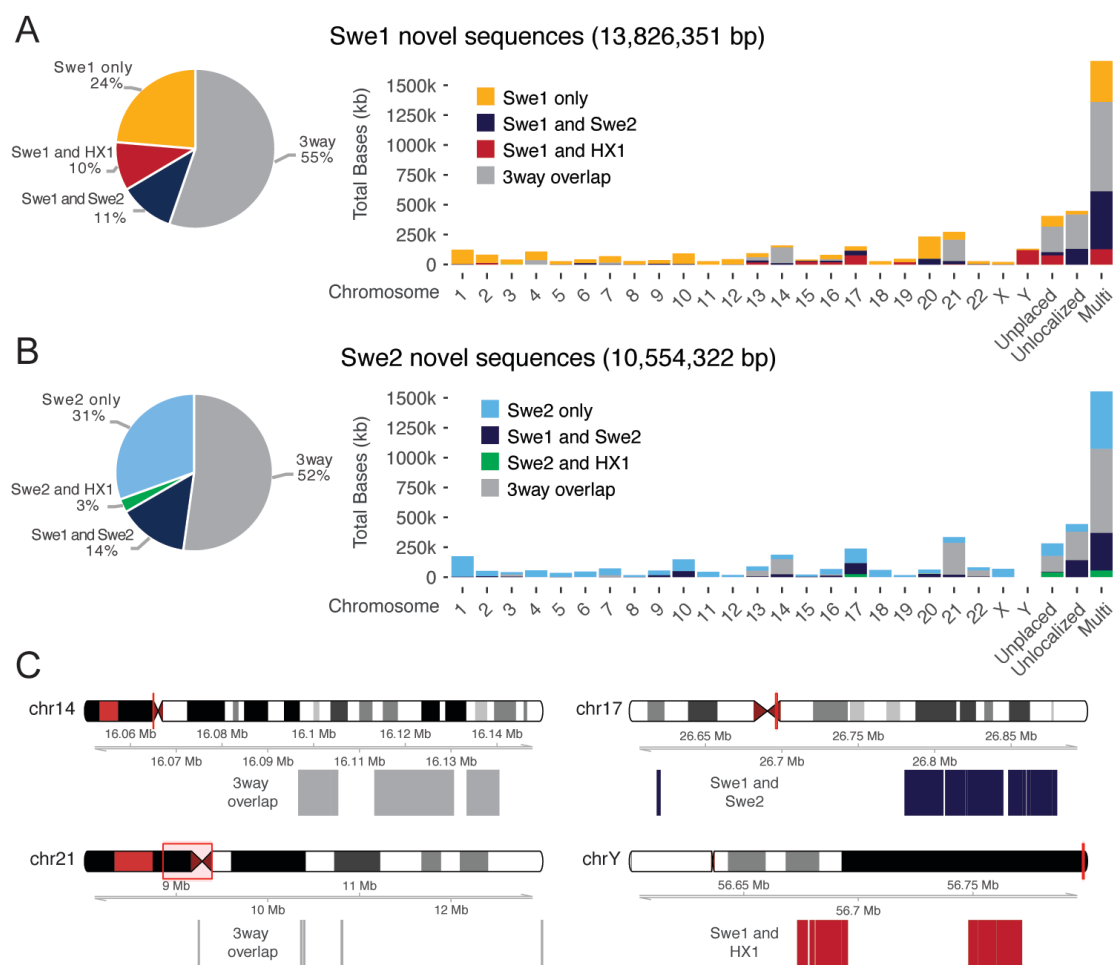 A
Swe1 novel sequences (13,826,351 bp)
Swe1 only
24%
Swe1 and HX1
10%
Swe1 and Swe2
11%
3way
55%
Total Bases (kb)
1500k
1250k
1000k
750k
500k
250k
0
Swe1 only
Swe1 and Swe2
Swe1 and HX1
3way overlap
Chromosome
1 2 3 4 5 6 7 8 9 10 11 12 13 14 15 16 17 18 19 20 21 22 X Y Unplaced Unlocalized Multi
B
Swe2 novel sequences (10,554,322 bp)
Swe2 only
31%
Swe2 and HX1
3%
Swe1 and Swe2
14%
3way
52%
Total Bases (kb)
1500k
1250k
1000k
750k
500k
250k
0
Swe2 only
Swe1 and Swe2
Swe2 and HX1
3way overlap
Chromosome
1 2 3 4 5 6 7 8 9 10 11 12 13 14 15 16 17 18 19 20 21 22 X Y Unplaced Unlocalized Multi
C
chr14
16.06 Mb 16.08 Mb 16.1 Mb 16.12 Mb 16.14 Mb
16.07 Mb 16.09 Mb 16.11 Mb 16.13 Mb
3way
overlap
chr17
26.65 Mb 26.75 Mb 26.85 Mb
26.7 Mb 26.8 Mb
Swe1 and
Swe2
chr21
9 Mb 11 Mb
10 Mb 12 Mb
3way
overlap
chrY
56.65 Mb 56.75 Mb
56.7 Mb
Swe1 and
HX1